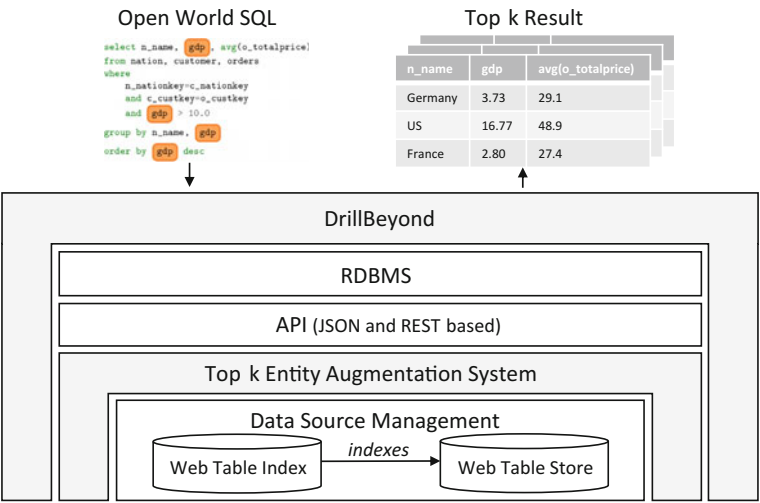 Open World SQL
select n_name, gdp, avg(o_totalprice)
from nation, customer, orders
where
n_nationkey=c_nationkey
and c_custkey=o_custkey
and gdp > 10.0
group by n_name, gdp
order by gdp desc
Top k Result
n_name gdp avg(o_totalprice)
Germany 3.73 29.1
US 16.77 48.9
France 2.80 27.4
DrillBeyond
RDBMS
API (JSON and REST based)
Top k Entity Augmentation System
Data Source Management
Web Table Index
indexes
Web Table Store